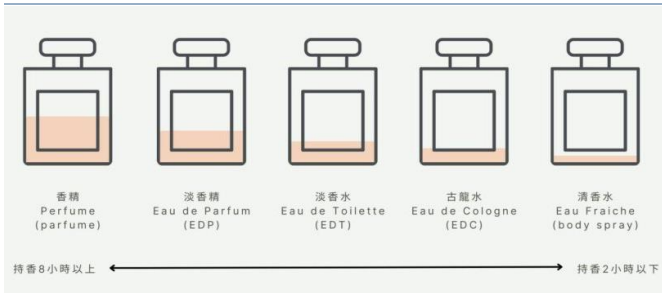 香精
Perfume
(parfume)
淡香精
Eau de Parfum
(EDP)
淡香水
Eau de Toilette
(EDT)
古龍水
Eau de Cologne
(EDC)
清香水
Eau Fraiche
(body spray)
持香8小時以上
持香2小時以下